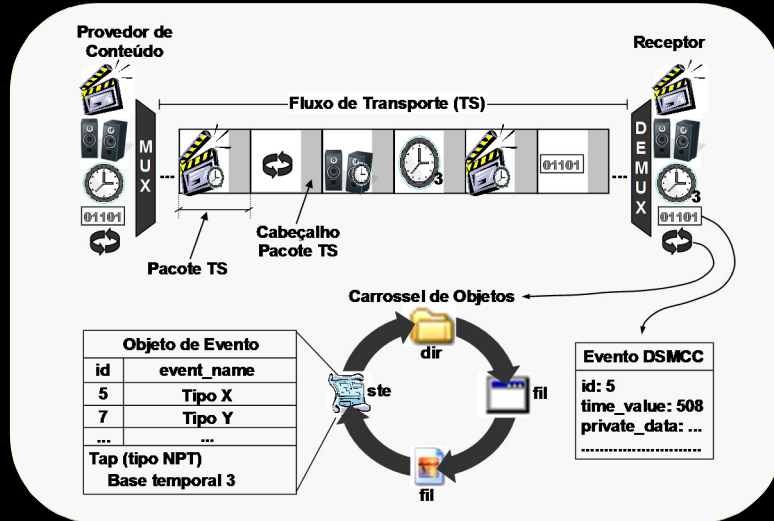 Provedor de
Conteúdo
Receptor
Fluxo de Transporte (TS)
MUX
DEMUX
...
01101
3
...
3
01101
01101
Cabeçalho
Pacote TS
Pacote TS
Carrossel de Objetos
dir
ste
fil
fil
Objeto de Evento
id event_name
5 Tipo X
7 Tipo Y
... ...
Tap (tipo NPT)
Base temporal 3
Evento DSMCC
id: 5
time_value: 508
private_data: ...
...........................